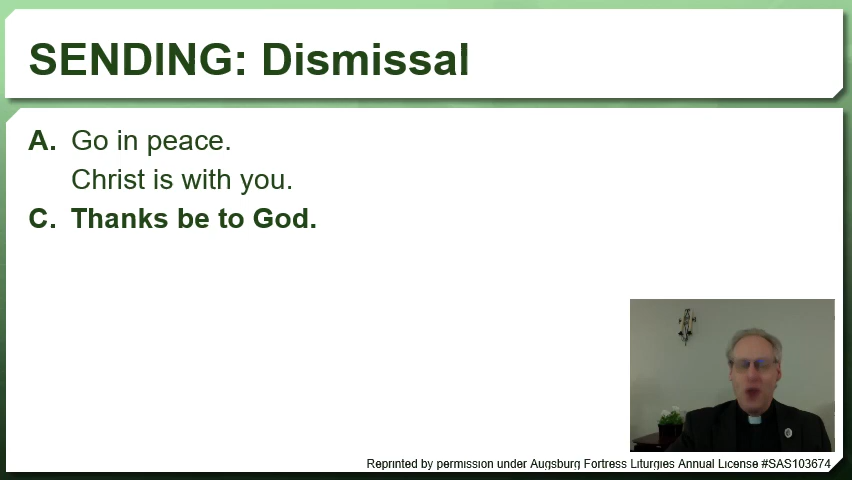 SENDING: Dismissal
A. Go in peace.
Christ is with you.
C. Thanks be to God.
Reprinted by permission under Augsburg Fortress Liturgies Annual License #SAS103674